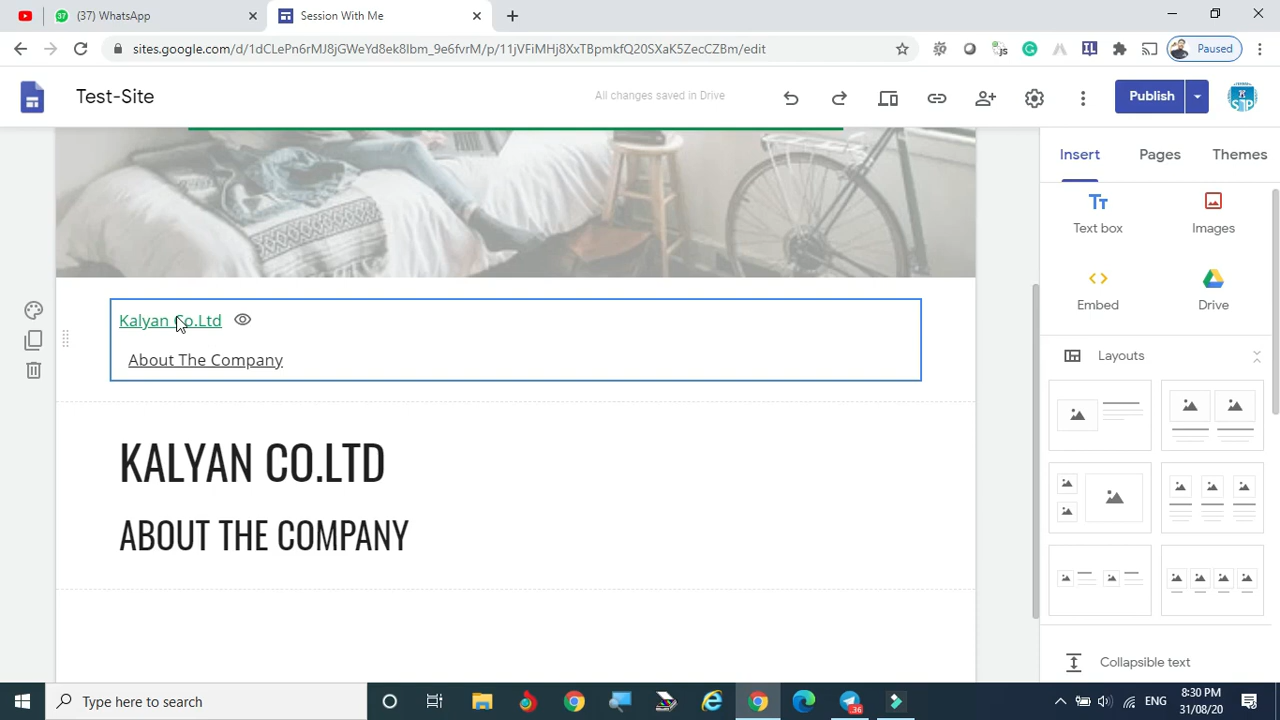 (37) WhatsApp
Session With Me
sites.google.com/d/1dCLePn6rMJ8jGWeYd8ek8Ibm_9e6fvrM/p/11jVFiMHj8XxTBpmkfQ20SXaK5ZecCZBm/edit
Paused
Test-Site
All changes saved in Drive
Publish
Insert
Pages
Themes
Text box
Images
Embed
Drive
Kalyan Co.Ltd
About The Company
Layouts
KALYAN CO.LTD
ABOUT THE COMPANY
Collapsible text
Type here to search
36
ENG
8:30 PM
31/08/20